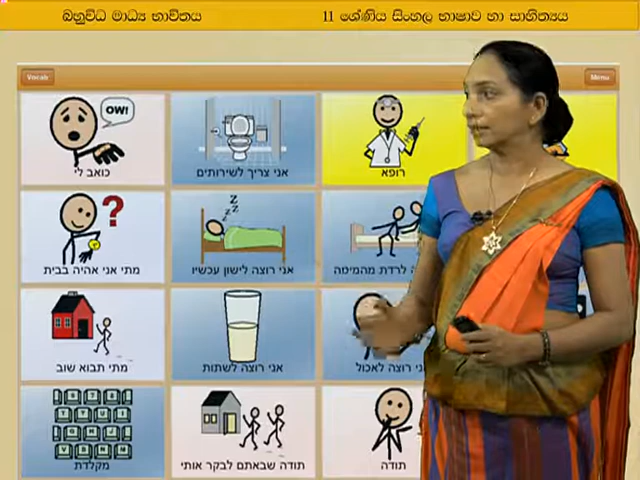 බහුවිධ මාධ්‍ය භාවිතය
11 ශ්‍රේණිය සිංහල භාෂාව හා සාහිත්‍යය
Vocab
Menu
OW!
כואב לי
אני צריך לשירותים
רופא
מתי אני אהיה בבית
אני רוצה לישון עכשיו
לרדת מהמיטה
מתי תבוא שוב
אני רוצה לשתות
רוצה לאכול
מקלדת
תודה שבאתם לבקר אותי
תודה